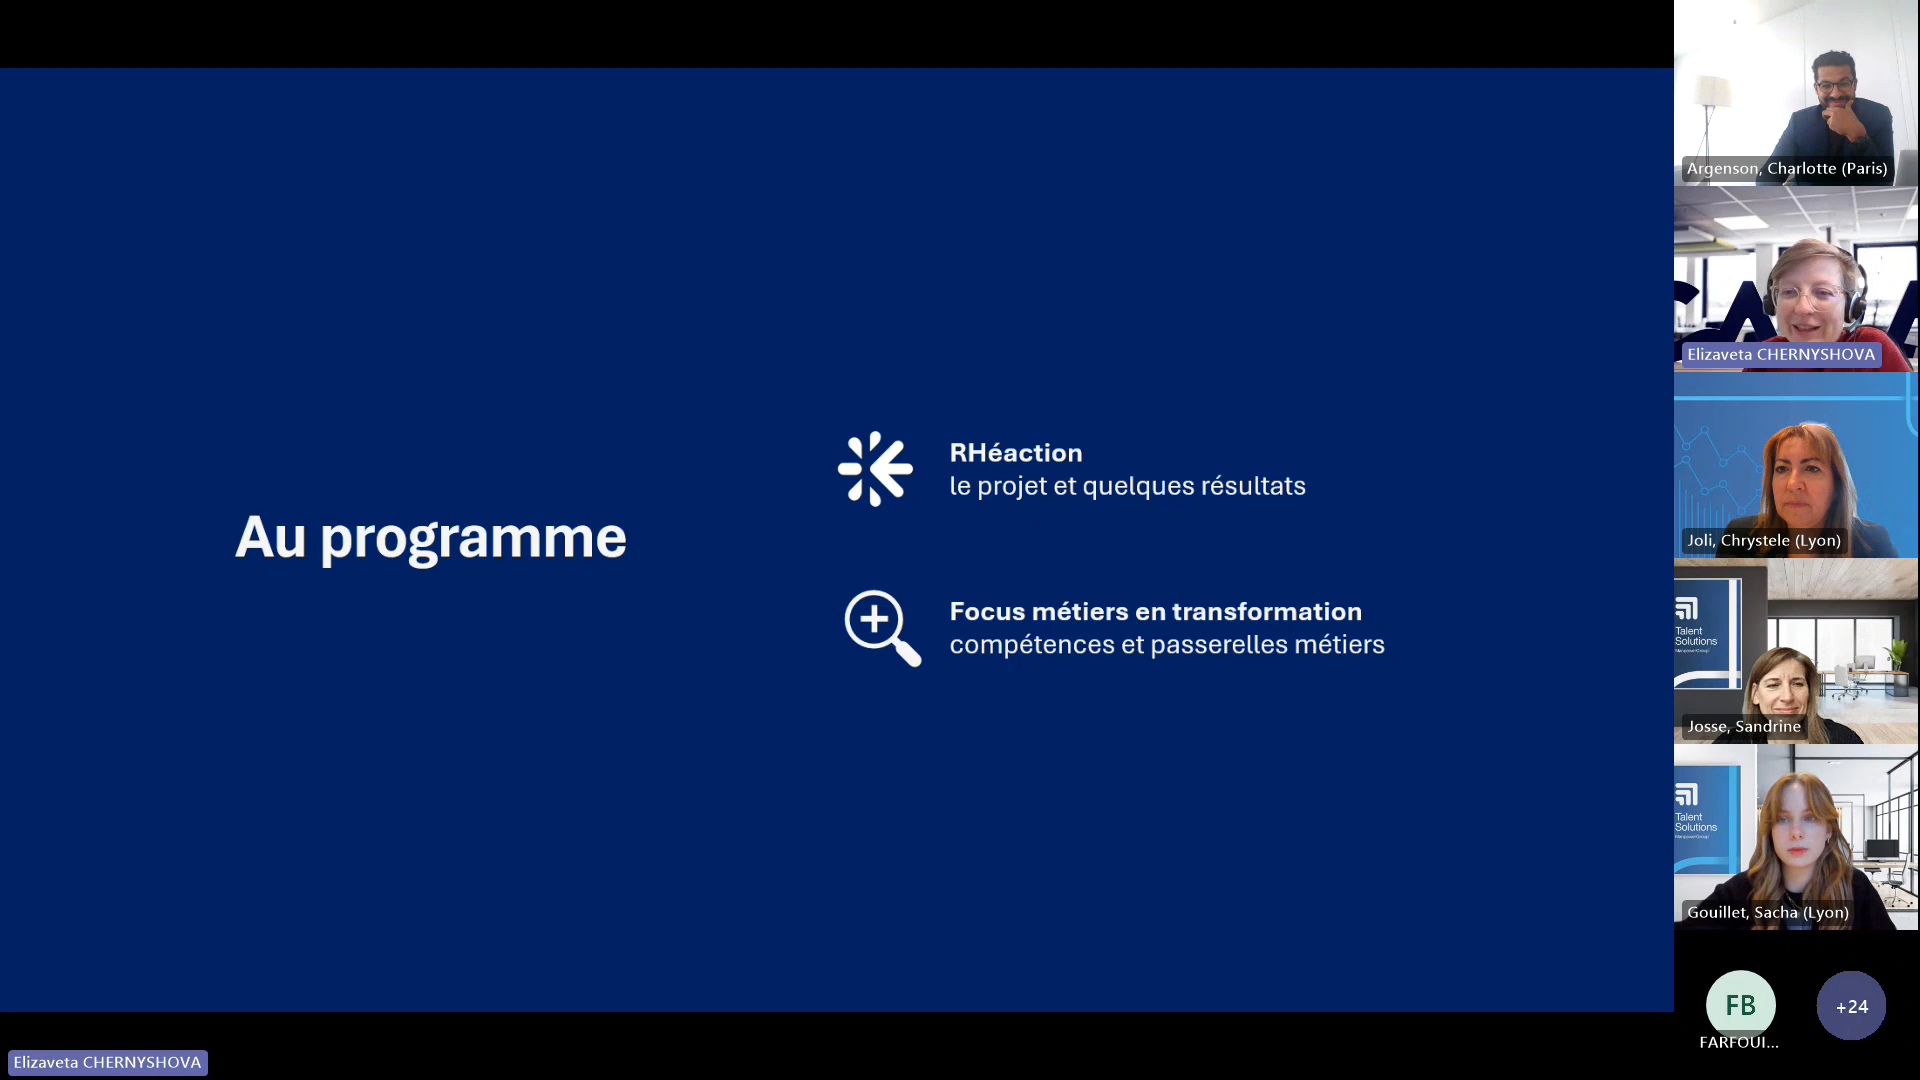 Au programme
RHéaction
le projet et quelques résultats
Focus métiers en transformation
compétences et passerelles métiers
Argenson, Charlotte (Paris)
Elizaveta CHERNYSHOVA
Joli, Chrystele (Lyon)
Talent
Solutions
Josse, Sandrine
Talent
Solutions
Gouillet, Sacha (Lyon)
FB
FARFOUI...
+24
Elizaveta CHERNYSHOVA